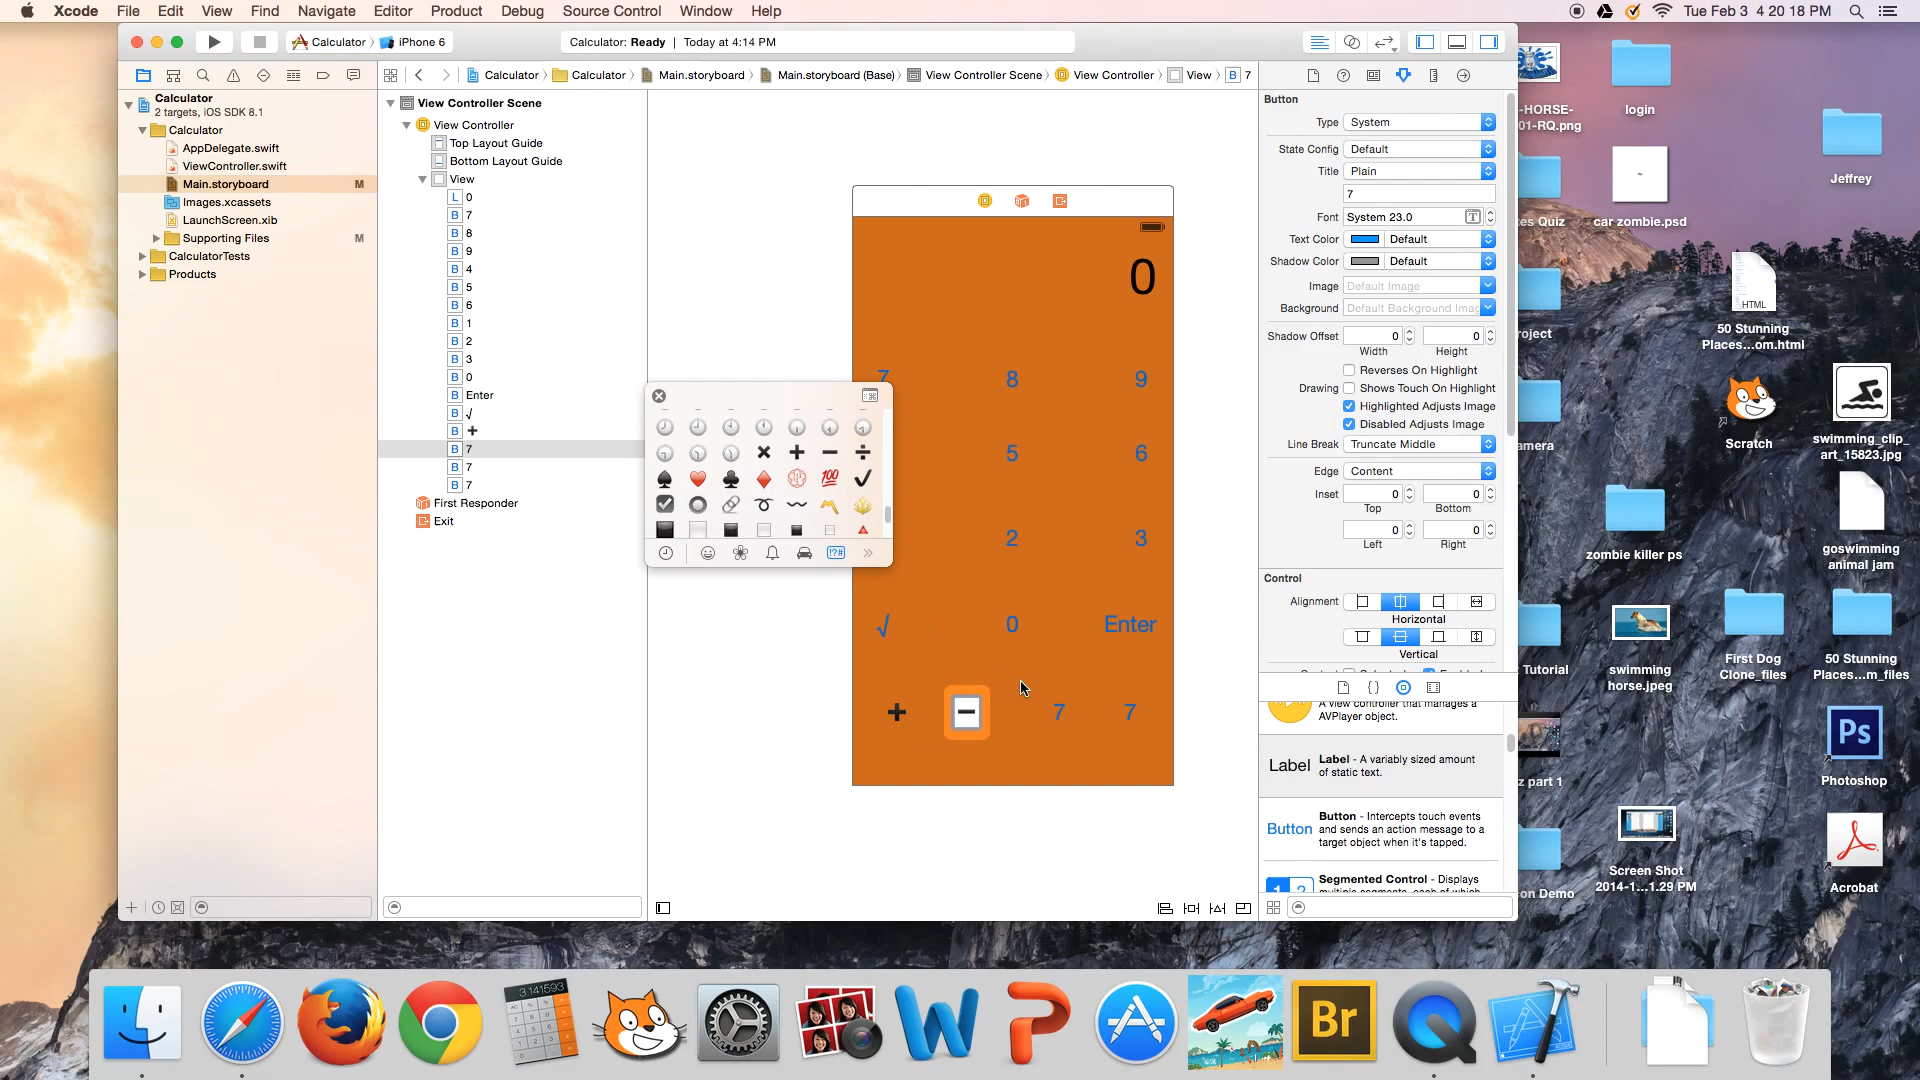 Xcode File Edit View Find Navigate Editor Product Debug Source Control Window Help
Tue Feb 3 4 20 18 PM
Calculator 〉 iPhone 6
Calculator: Ready | Today at 4:14 PM
Calculator 〉 Calculator 〉 Main.storyboard 〉 Main.storyboard (Base) 〉 View Controller Scene 〉 View Controller 〉 View 〉 B 7
Calculator
2 targets, iOS SDK 8.1
Calculator
AppDelegate.swift
ViewController.swift
Main.storyboard M
Images.xcassets
LaunchScreen.xib
Supporting Files M
CalculatorTests
Products
View Controller Scene
View Controller
Top Layout Guide
Bottom Layout Guide
View
L 0
B 7
B 8
B 9
B 4
B 5
B 6
B 1
B 2
B 3
B 0
B Enter
B √
B +
B 7
B 7
B 7
First Responder
Exit
0
7 8 9
5 6
2 3
√ 0 Enter
+ − 7 7
100
!?#
Button
Type System
State Config Default
Title Plain
7
Font System 23.0
Text Color Default
Shadow Color Default
Image Default Image
Background Default Background Imag
Shadow Offset 0 0
Width Height
Reverses On Highlight
Drawing Shows Touch On Highlight
Highlighted Adjusts Image
Disabled Adjusts Image
Line Break Truncate Middle
Edge Content
Inset 0 0
Top Bottom
0 0
Left Right
Control
Alignment
Horizontal
Vertical
A view controller that manages a
AVPlayer object.
Label Label - A variably sized amount
of static text.
Button Button - Intercepts touch events
and sends an action message to a
target object when it's tapped.
1 2 Segmented Control - Displays
-HORSE-
01-RQ.png
login
Jeffrey
es Quiz
car zombie.psd
HTML
50 Stunning
Places...om.html
roject
Scratch
swimming_clip_
art_15823.jpg
amera
zombie killer ps
goswimming
animal jam
Tutorial
swimming
horse.jpeg
First Dog
Clone_files
50 Stunning
Places...m_files
z part 1
Ps
Photoshop
Screen Shot
2014-1...1.29 PM
Acrobat
on Demo
3.141593
Br